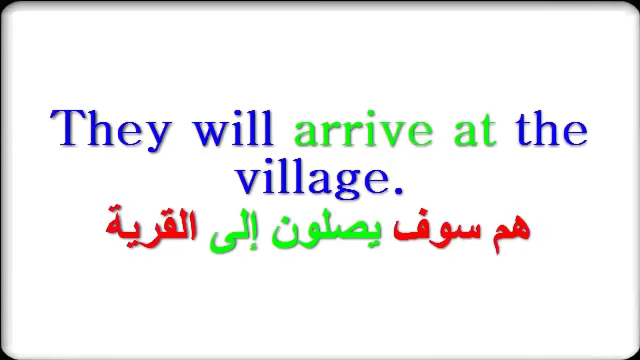 They will arrive at the
village.
هم سوف يصلون إلى القرية